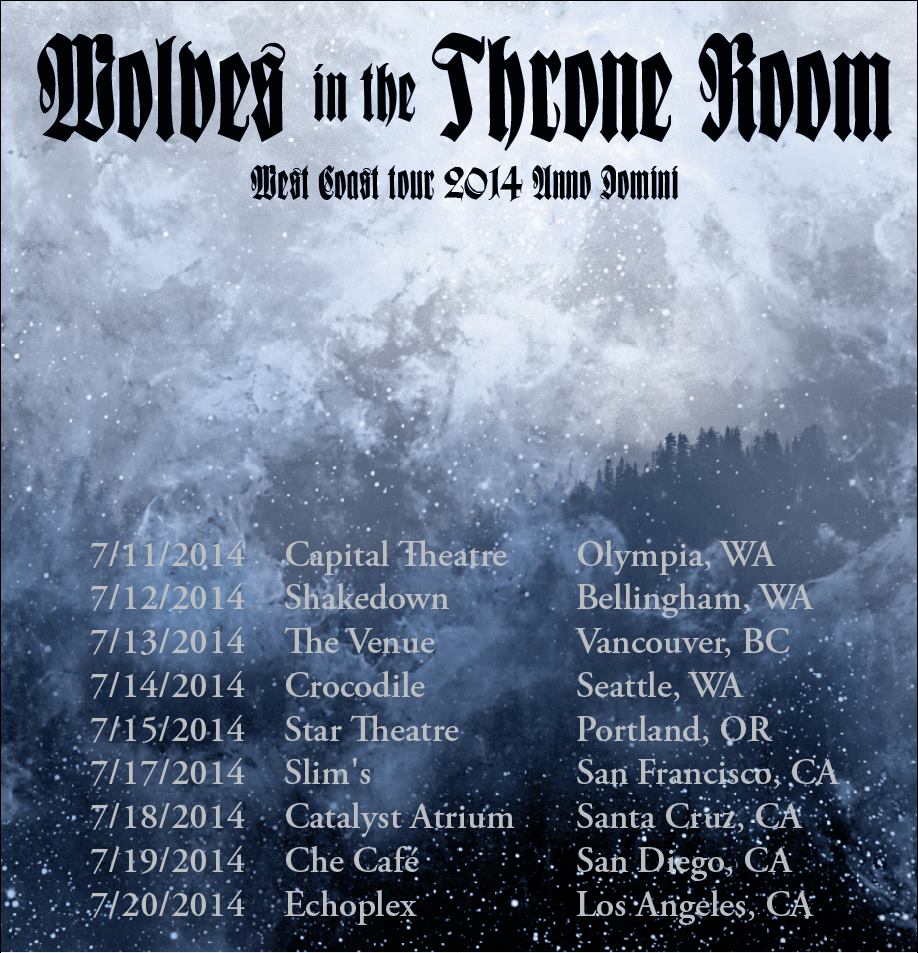 Wolves in the Throne Room
West Coast tour 2014 Anno Domini
7/11/2014 Capital Theatre Olympia, WA
7/12/2014 Shakedown Bellingham, WA
7/13/2014 The Venue Vancouver, BC
7/14/2014 Crocodile Seattle, WA
7/15/2014 Star Theatre Portland, OR
7/17/2014 Slim's San Francisco, CA
7/18/2014 Catalyst Atrium Santa Cruz, CA
7/19/2014 Che Café San Diego, CA
7/20/2014 Echoplex Los Angeles, CA